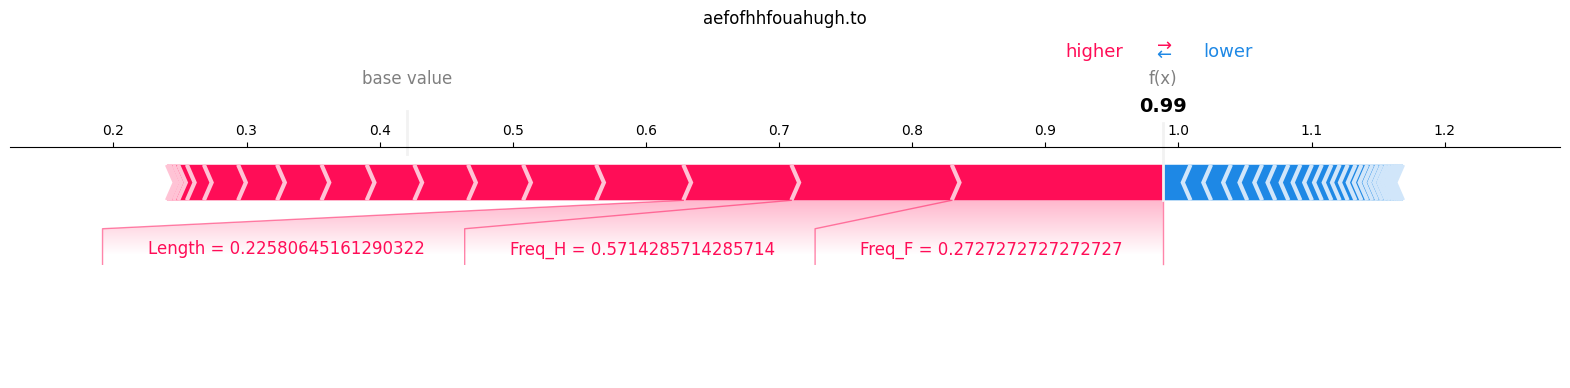 aefofhhfouahugh.to
higher ⇄ lower
base value f(x)
0.99
0.2 0.3 0.4 0.5 0.6 0.7 0.8 0.9 1.0 1.1 1.2
Length = 0.22580645161290322 Freq_H = 0.5714285714285714 Freq_F = 0.2727272727272727